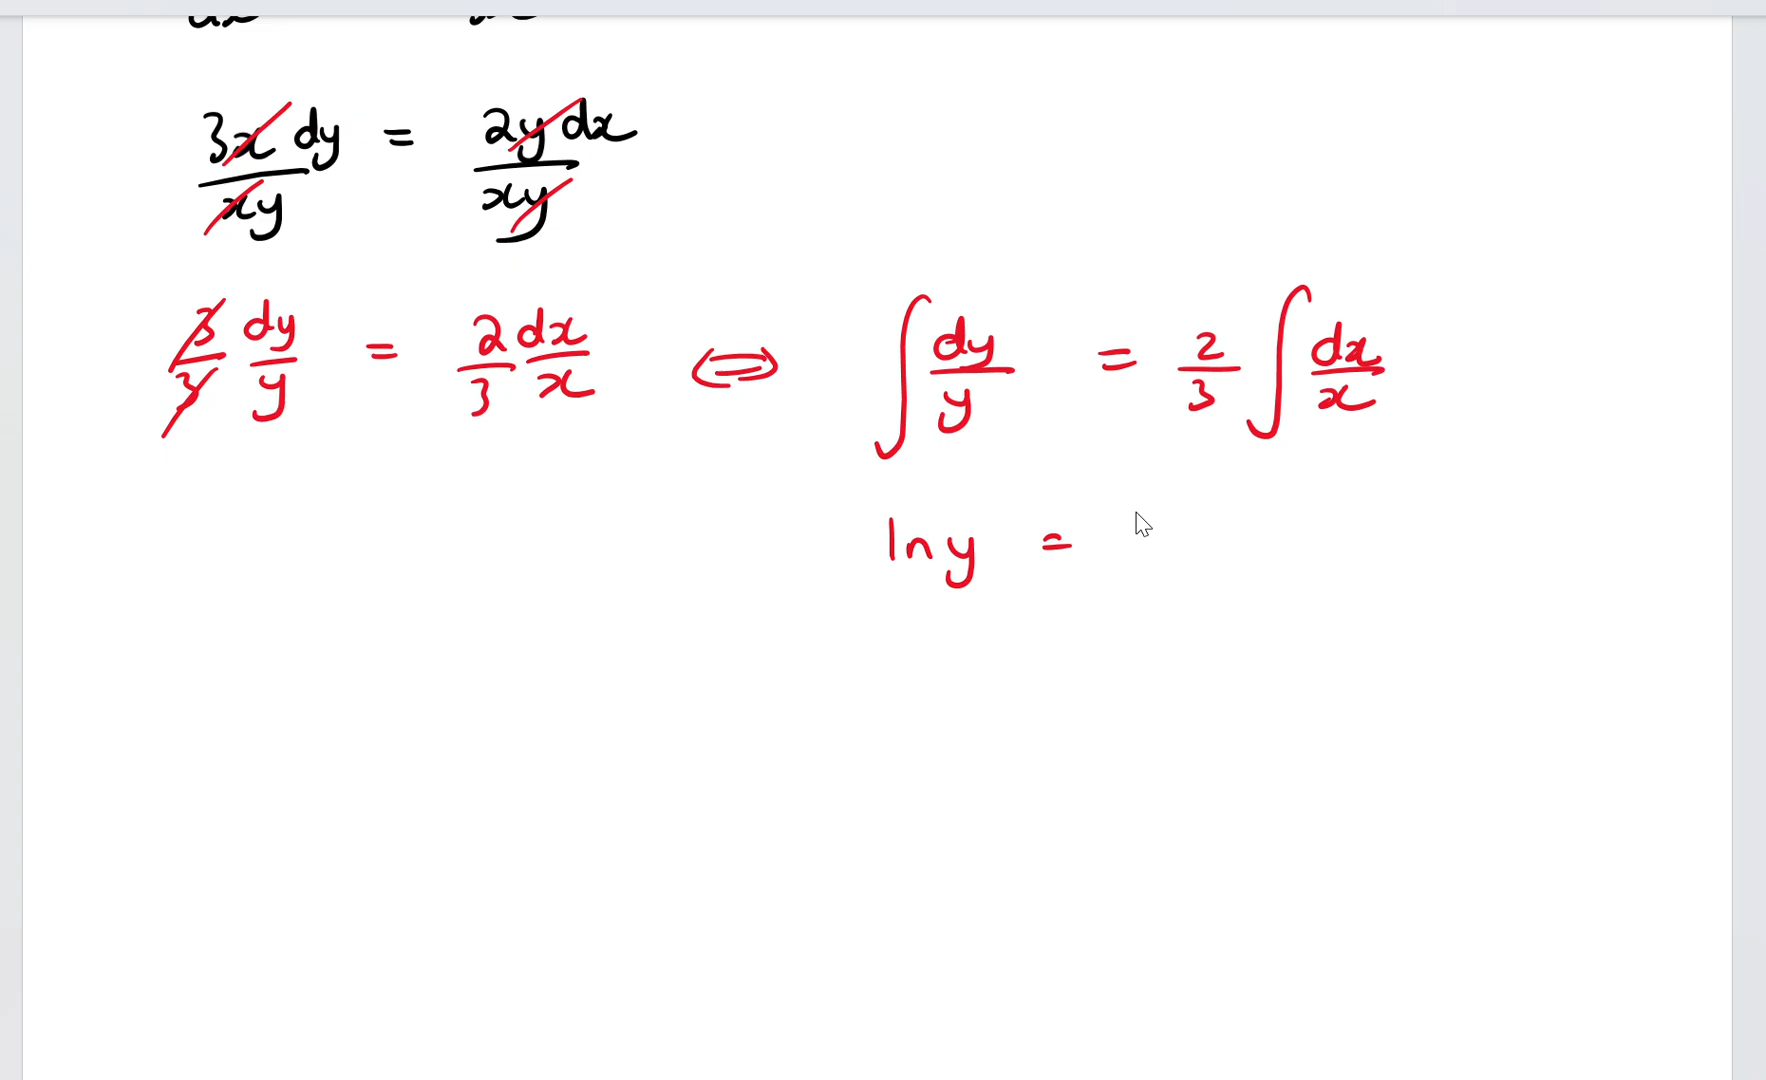 3x dy / xy = 2y dx / xy
3/3 dy/y = 2/3 dx/x ⇔ ∫ dy/y = 2/3 ∫ dx/x
ln y =